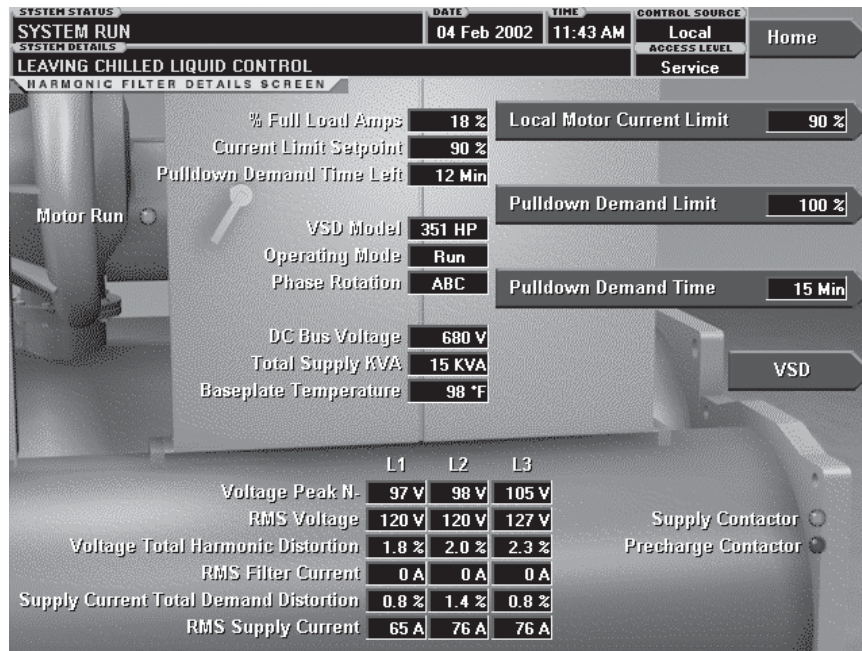 SYSTEM STATUS
SYSTEM RUN
DATE
04 Feb 2002
TIME
11:43 AM
CONTROL SOURCE
Local
Home
SYSTEM DETAILS
LEAVING CHILLED LIQUID CONTROL
ACCESS LEVEL
Service
HARMONIC FILTER DETAILS SCREEN
% Full Load Amps 18 %
Local Motor Current Limit 90 %
Current Limit Setpoint 90 %
Pulldown Demand Time Left 12 Min
Pulldown Demand Limit 100 %
Motor Run
VSD Model 351 HP
Operating Mode Run
Phase Rotation ABC
Pulldown Demand Time 15 Min
DC Bus Voltage 680 V
Total Supply KVA 15 KVA
VSD
Baseplate Temperature 98 °F
L1 L2 L3
Voltage Peak N- 97 V 98 V 105 V
RMS Voltage 120 V 120 V 127 V
Supply Contactor
Voltage Total Harmonic Distortion 1.8 % 2.0 % 2.3 %
Precharge Contactor
RMS Filter Current 0 A 0 A 0 A
Supply Current Total Demand Distortion 0.8 % 1.4 % 0.8 %
RMS Supply Current 65 A 76 A 76 A